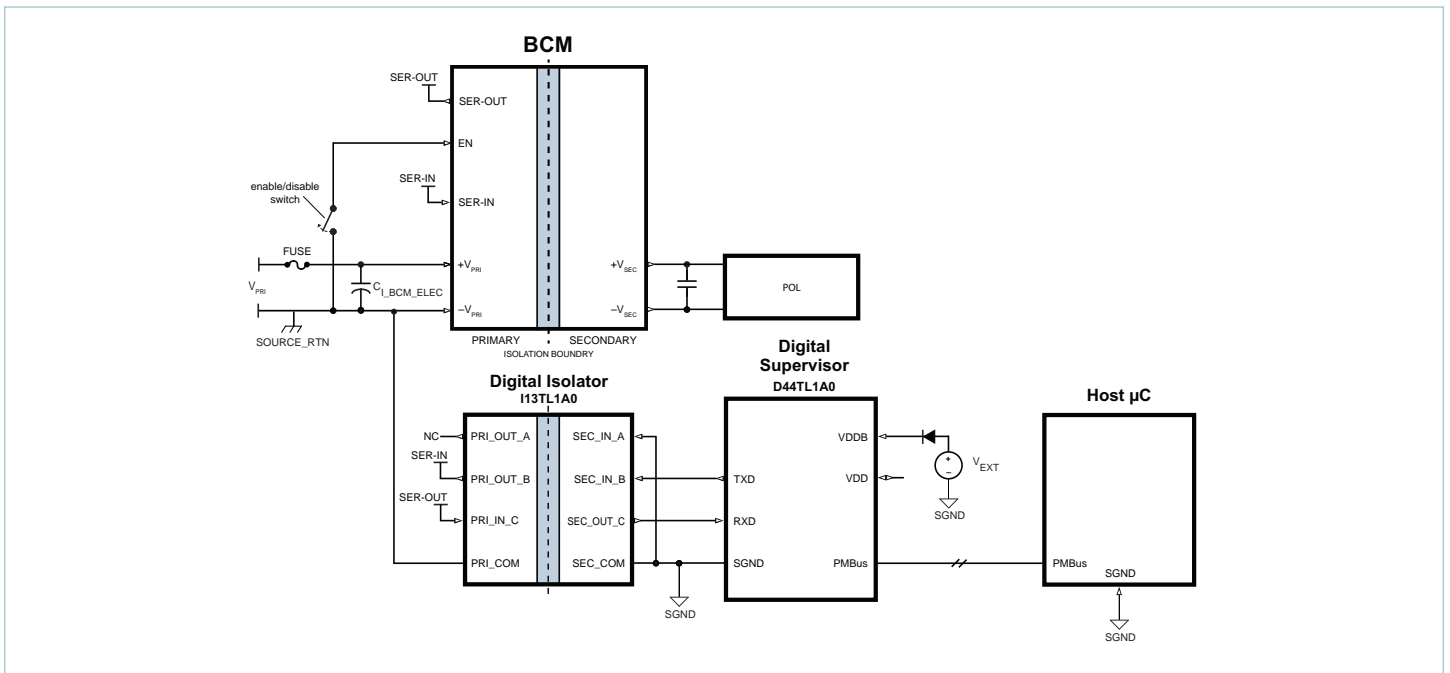 BCM
SER-OUT
SER-OUT
EN
SER-IN
SER-IN
enable/disable
switch
FUSE
+VPRI
VPRI
CI_BCM_ELEC
–VPRI
SOURCE_RTN
+VSEC
–VSEC
POL
PRIMARY
SECONDARY
ISOLATION BOUNDRY
Digital Isolator
I13TL1A0
NC
PRI_OUT_A
SER-IN
PRI_OUT_B
SER-OUT
PRI_IN_C
PRI_COM
SEC_IN_A
SEC_IN_B
SEC_OUT_C
SEC_COM
SGND
Digital
Supervisor
D44TL1A0
TXD
RXD
SGND
VDDB
VDD
PMBus
+
–
VEXT
SGND
Host µC
PMBus
SGND
SGND